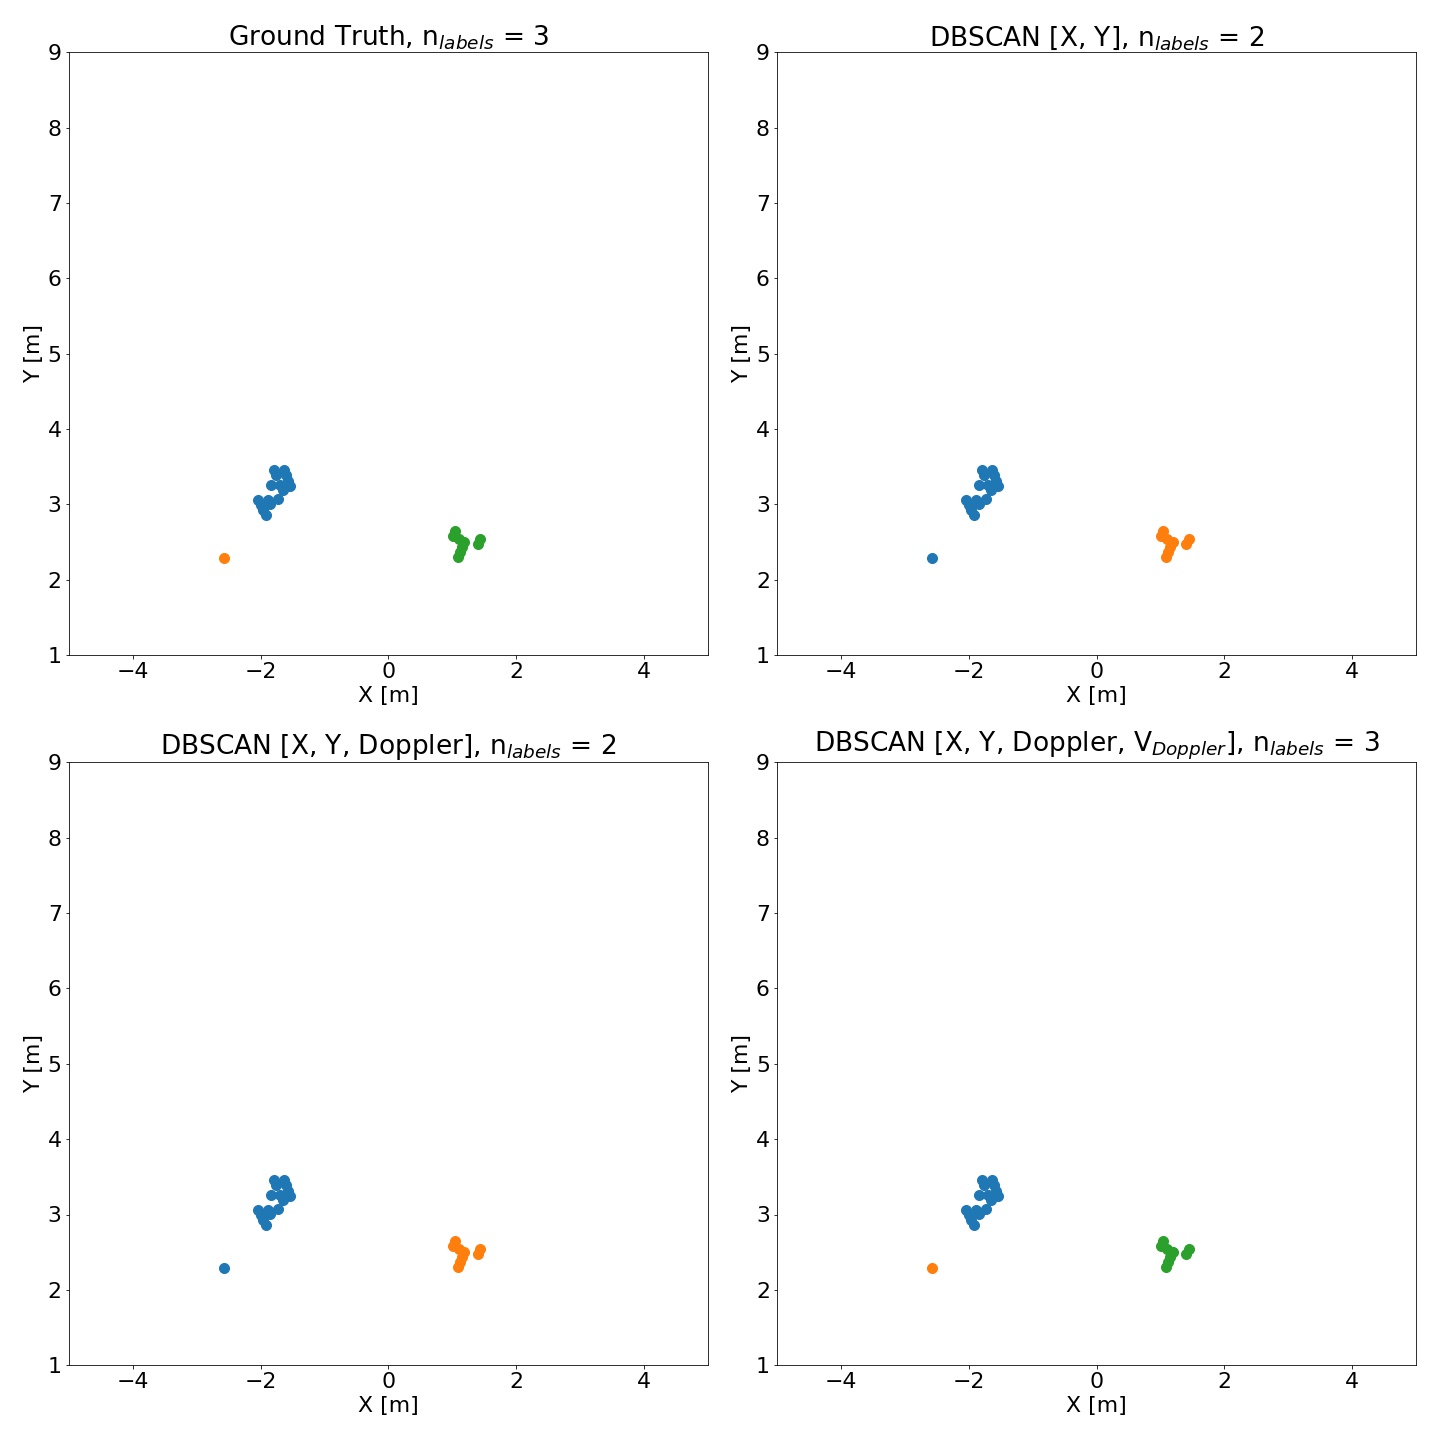 Ground Truth, n_labels = 3
9
8
7
6
5
4
3
2
1
Y [m]
−4 −2 0 2 4
X [m]
DBSCAN [X, Y], n_labels = 2
9
8
7
6
5
4
3
2
1
Y [m]
−4 −2 0 2 4
X [m]
DBSCAN [X, Y, Doppler], n_labels = 2
9
8
7
6
5
4
3
2
1
Y [m]
−4 −2 0 2 4
X [m]
DBSCAN [X, Y, Doppler, V_Doppler], n_labels = 3
9
8
7
6
5
4
3
2
1
Y [m]
−4 −2 0 2 4
X [m]